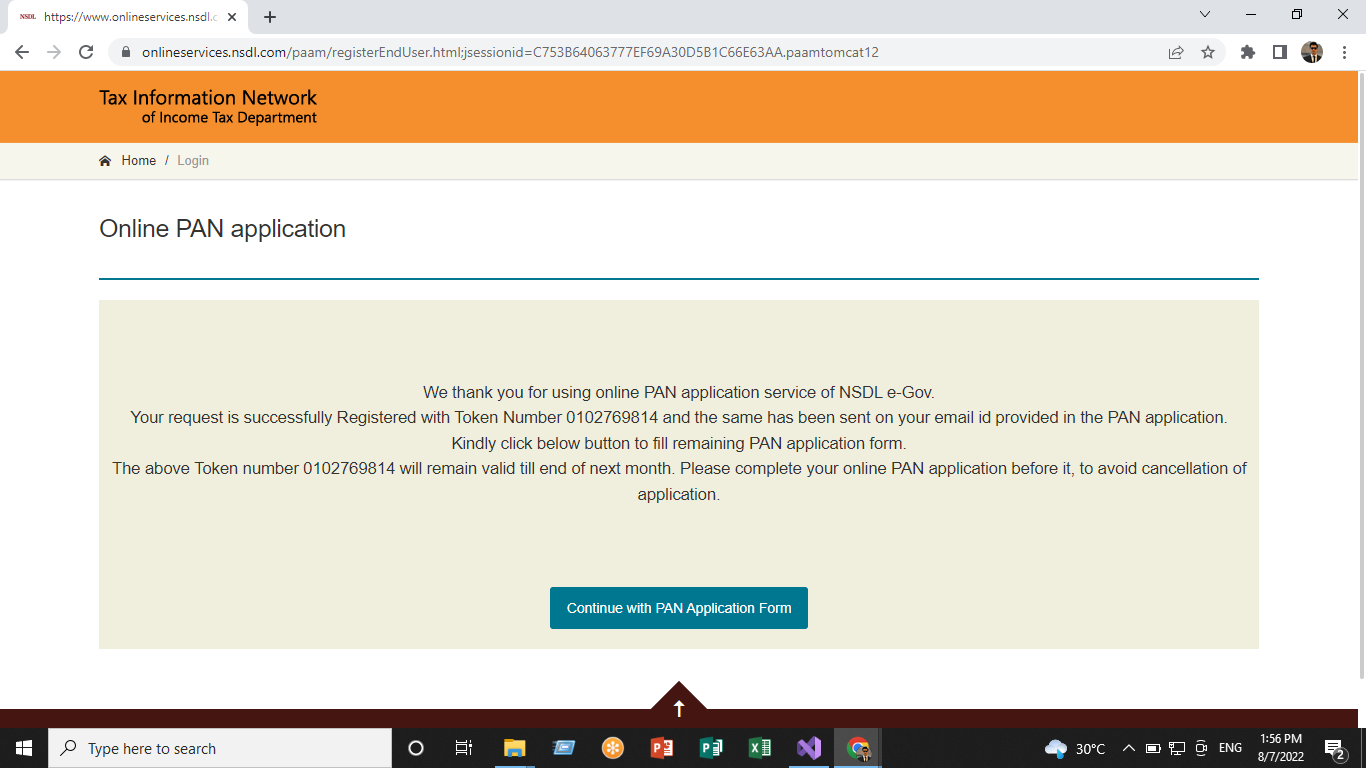 NSDL https://www.onlineservices.nsdl.c
onlineservices.nsdl.com/paam/registerEndUser.html;jsessionid=C753B64063777EF69A30D5B1C66E63AA.paamtomcat12
Tax Information Network
of Income Tax Department
Home / Login
Online PAN application
We thank you for using online PAN application service of NSDL e-Gov.
Your request is successfully Registered with Token Number 0102769814 and the same has been sent on your email id provided in the PAN application.
Kindly click below button to fill remaining PAN application form.
The above Token number 0102769814 will remain valid till end of next month. Please complete your online PAN application before it, to avoid cancellation of
application.
Continue with PAN Application Form
Type here to search
30°C
ENG
1:56 PM
8/7/2022
2